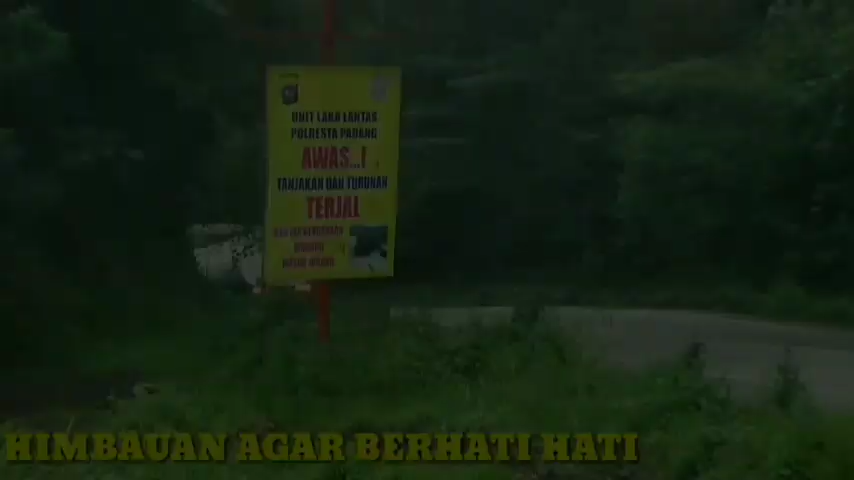 UNIT LAKA LANTAS
POLRESTA PADANG
AWAS...!
TANJAKAN DAN TURUNAN
TERJAL
HIMBAUAN AGAR BERHATI HATI